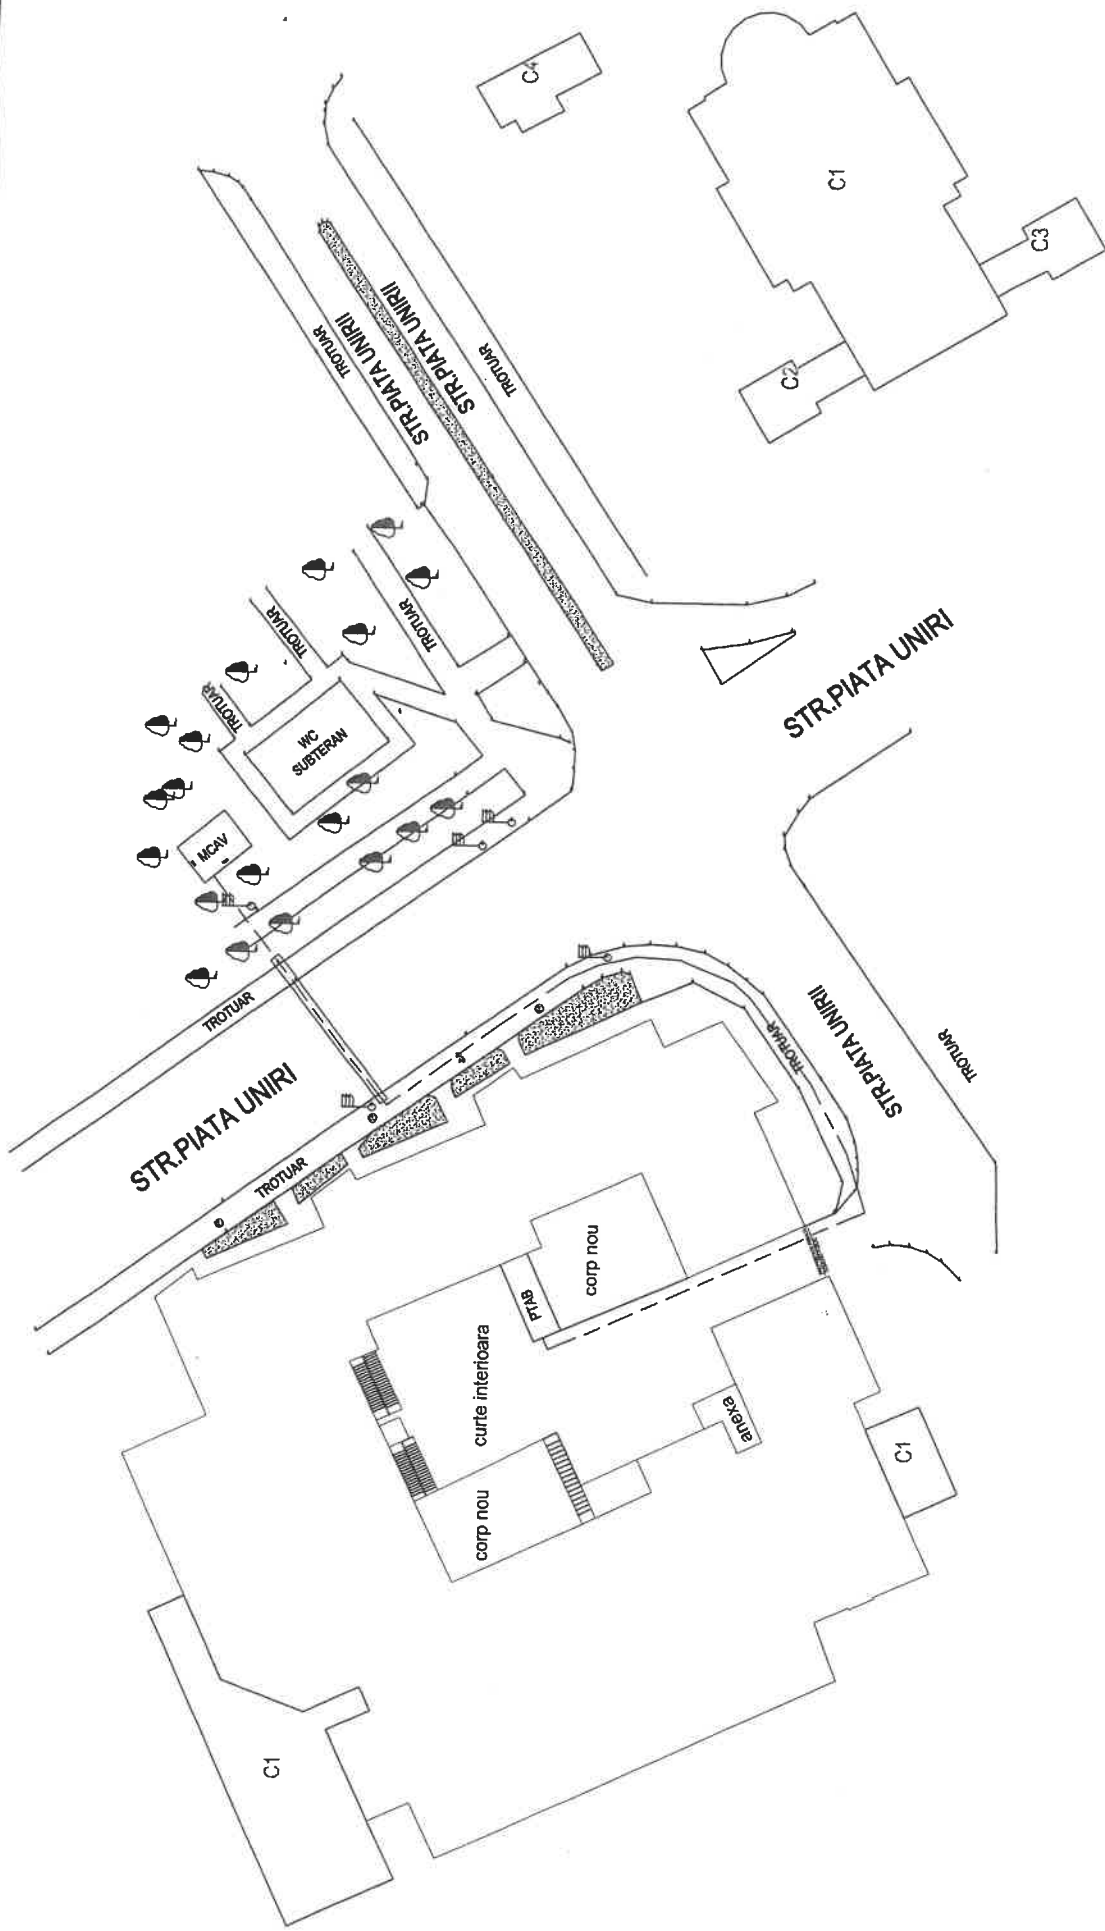 C4
C1
C3
C2
TROTUAR
STR.PIATA UNIRII
STR.PIATA UNIRII
TROTUAR
TROTUAR
TROTUAR
TROTUAR
WC
SUBTERAN
MCAV
STR.PIATA UNIRI
TROTUAR
STR.PIATA UNIRI
TROTUAR
TROTUAR
STR.PIATA UNIRII
TROTUAR
corp nou
PTAB
curte interioara
corp nou
anexa
C1
C1